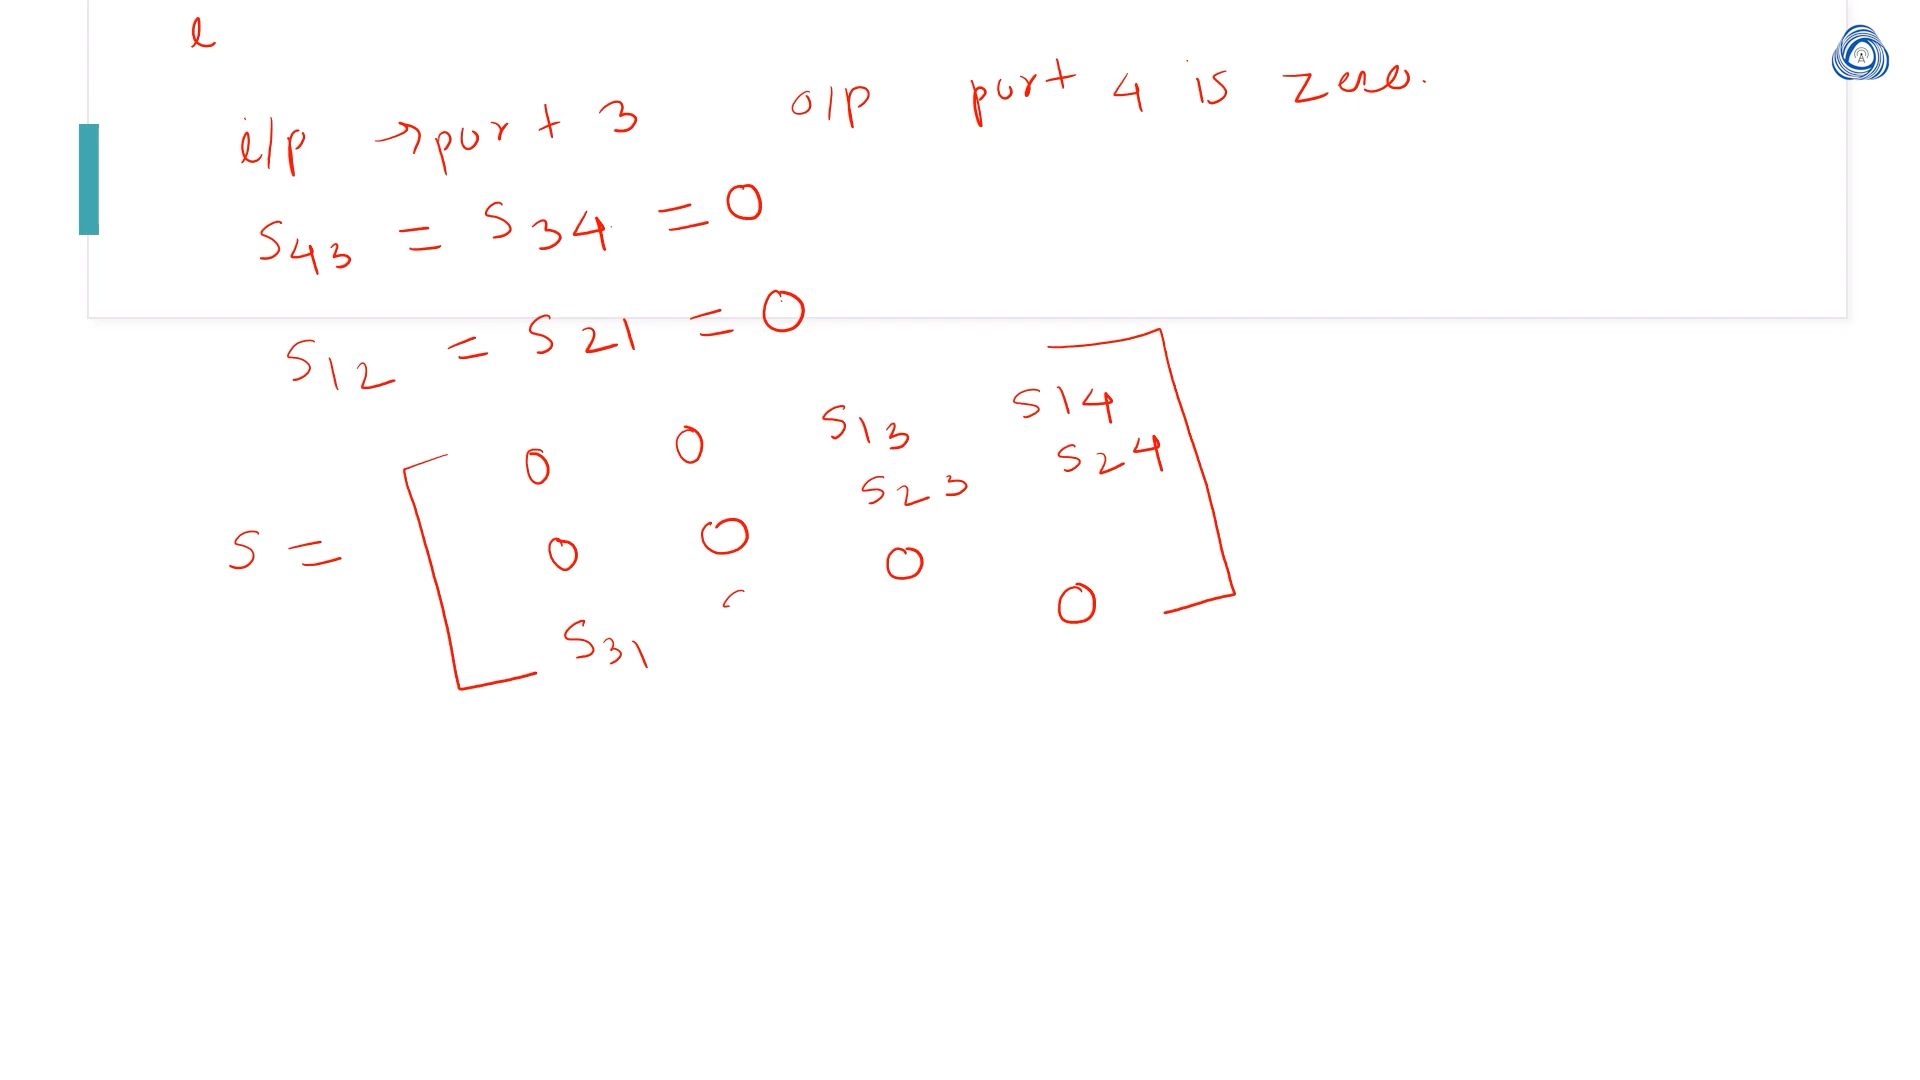 l
i/p → port 3 o/p port 4 is zero.
S43 = S34 = 0
S12 = S21 = 0
0 0 S13 S14
S = 0 0 S23 S24
S31 0 0